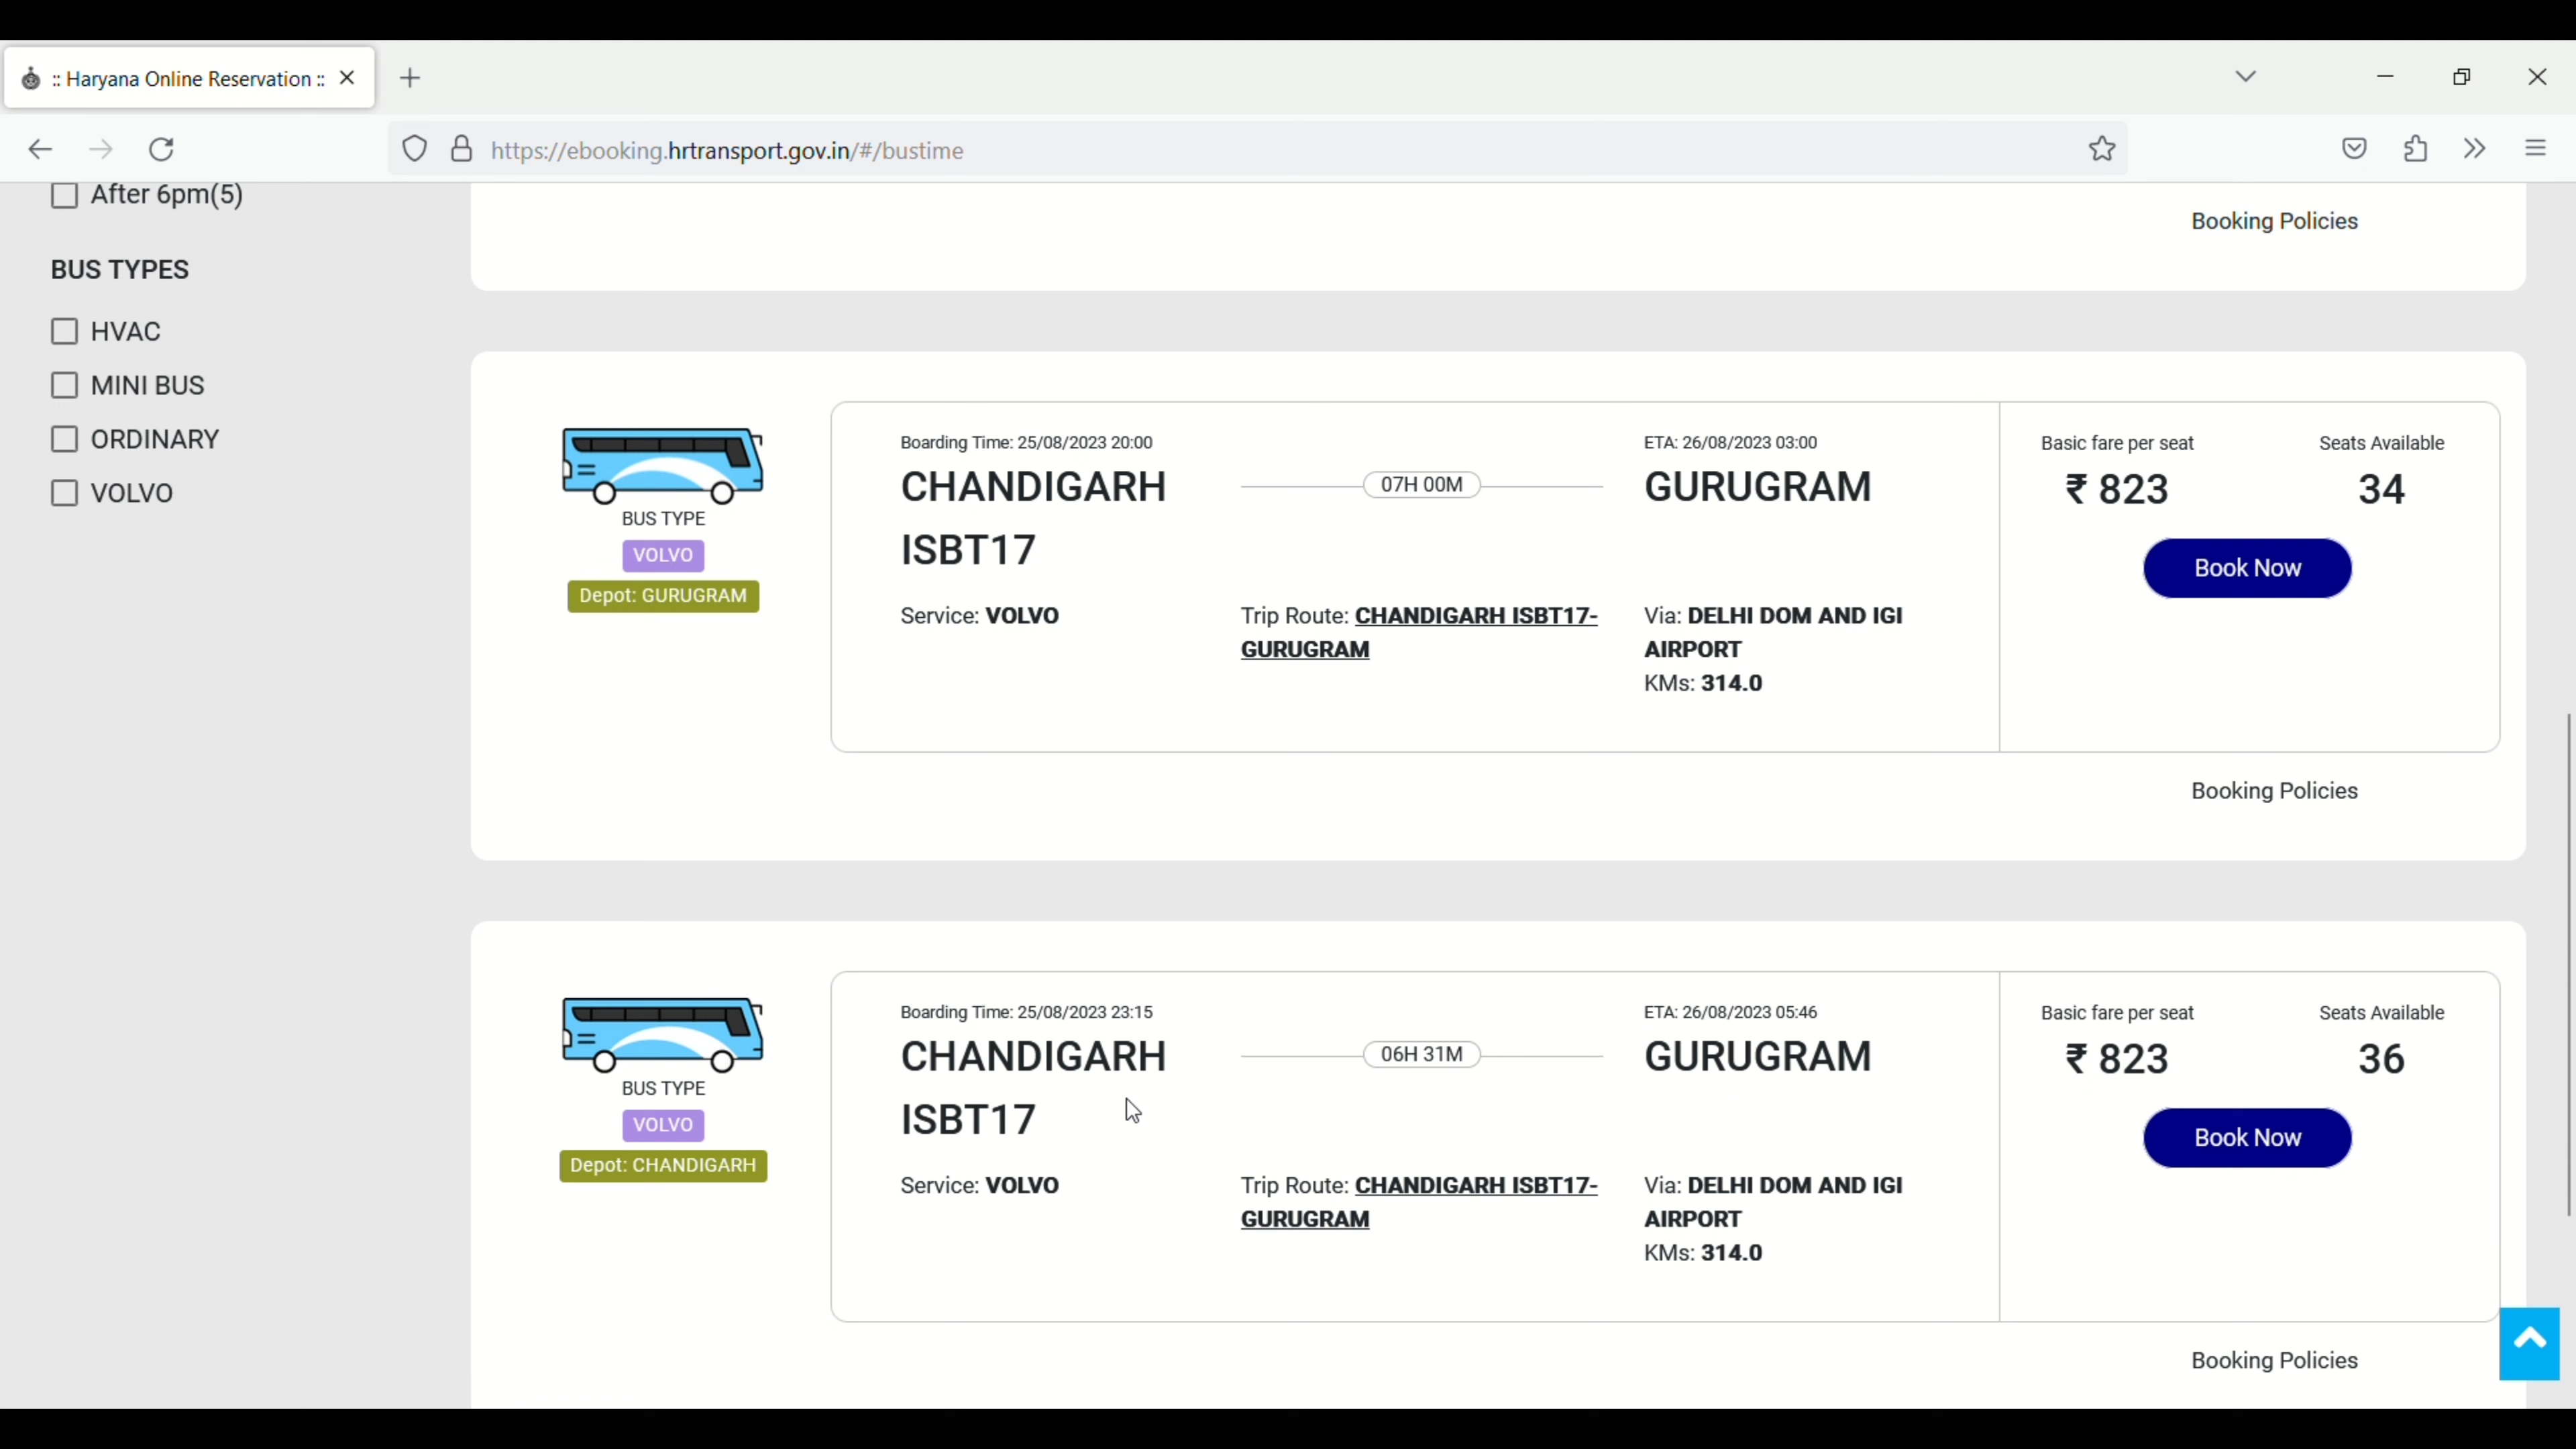 :: Haryana Online Reservation ::
https://ebooking.hrtransport.gov.in/#/bustime
After 6pm(5)
BUS TYPES
HVAC
MINI BUS
ORDINARY
VOLVO
Booking Policies
BUS TYPE
VOLVO
Depot: GURUGRAM
Boarding Time: 25/08/2023 20:00
CHANDIGARH
ISBT17
07H 00M
ETA: 26/08/2023 03:00
GURUGRAM
Service: VOLVO
Trip Route: CHANDIGARH ISBT17-
GURUGRAM
Via: DELHI DOM AND IGI
AIRPORT
KMs: 314.0
Basic fare per seat
₹ 823
Seats Available
34
Book Now
Booking Policies
BUS TYPE
VOLVO
Depot: CHANDIGARH
Boarding Time: 25/08/2023 23:15
CHANDIGARH
ISBT17
06H 31M
ETA: 26/08/2023 05:46
GURUGRAM
Service: VOLVO
Trip Route: CHANDIGARH ISBT17-
GURUGRAM
Via: DELHI DOM AND IGI
AIRPORT
KMs: 314.0
Basic fare per seat
₹ 823
Seats Available
36
Book Now
Booking Policies